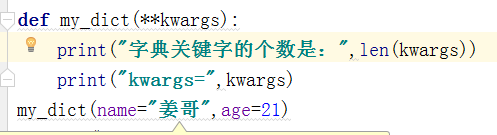 def my_dict(**kwargs):
    print("字典关键字的个数是：",len(kwargs))
    print("kwargs=",kwargs)
my_dict(name="姜哥",age=21)